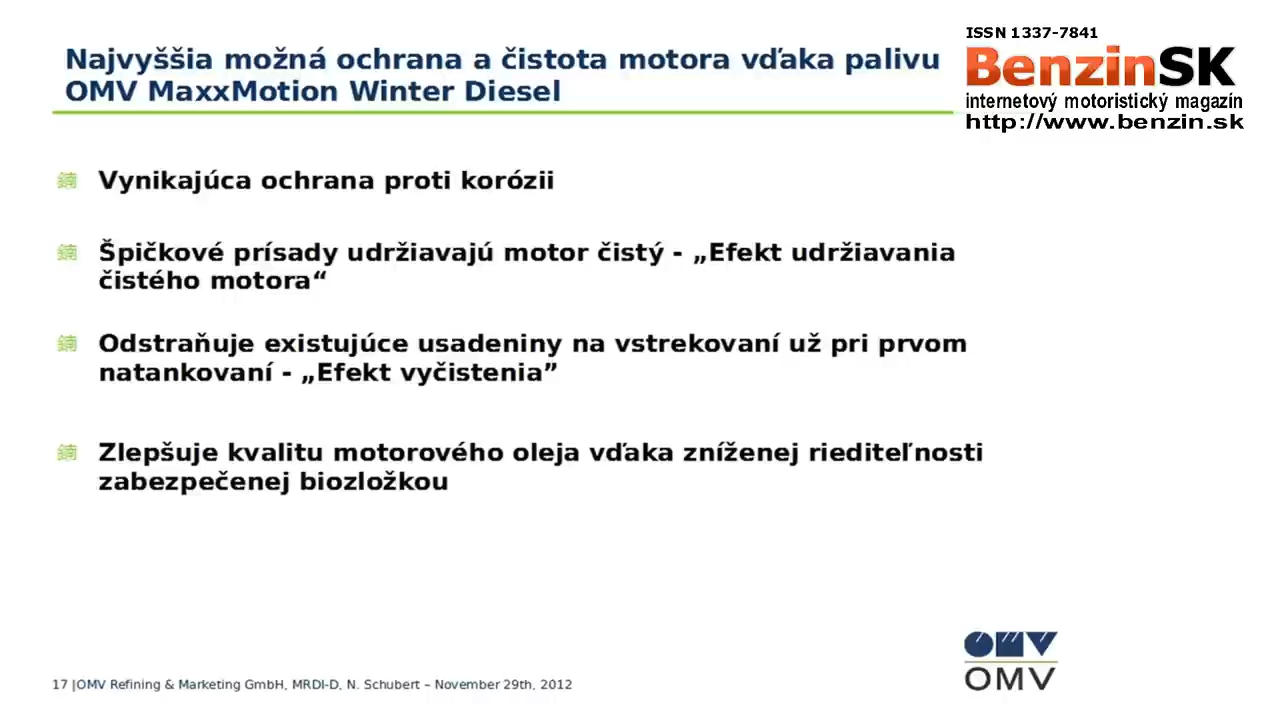 Najvyššia možná ochrana a čistota motora vďaka palivu
OMV MaxxMotion Winter Diesel
ISSN 1337-7841
BenzinSK
internetový motoristický magazín
http://www.benzin.sk
Vynikajúca ochrana proti korózii
Špičkové prísady udržiavajú motor čistý - „Efekt udržiavania
čistého motora“
Odstraňuje existujúce usadeniny na vstrekovaní už pri prvom
natankovaní - „Efekt vyčistenia”
Zlepšuje kvalitu motorového oleja vďaka zníženej riediteľnosti
zabezpečenej biozložkou
OMV
17 |OMV Refining & Marketing GmbH, MRDI-D, N. Schubert – November 29th, 2012